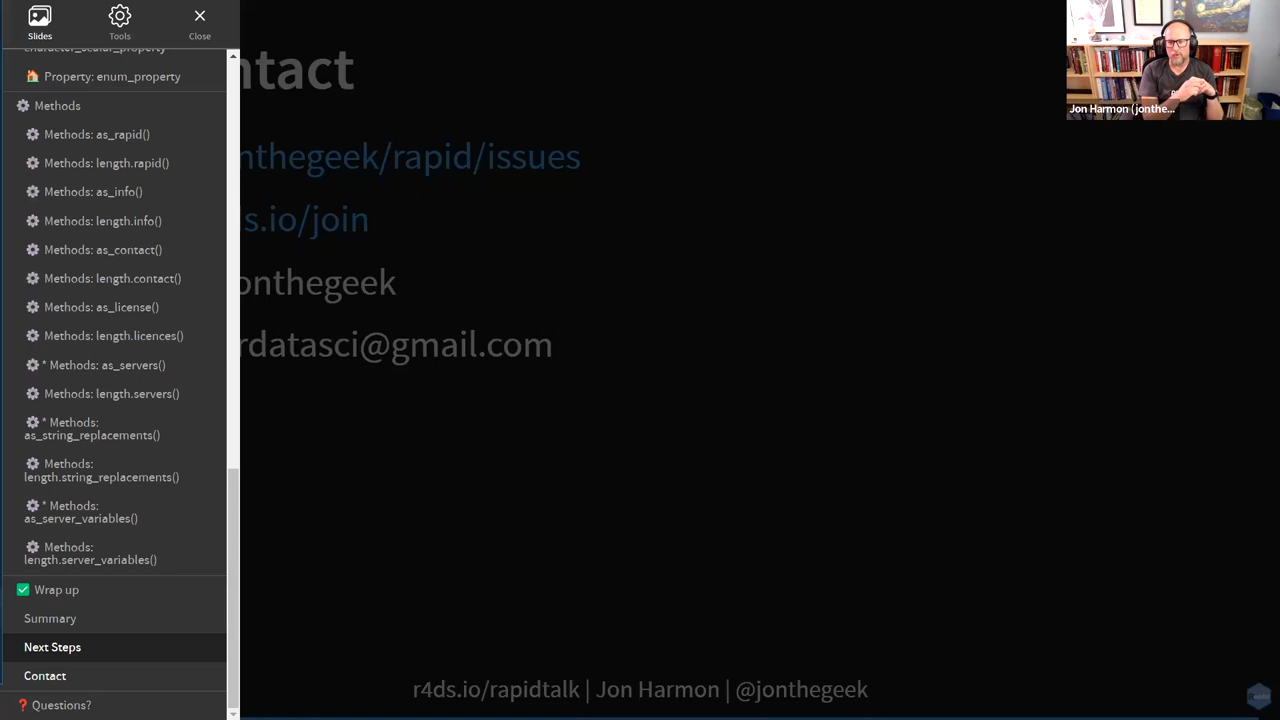 Slides
Tools
Close
character_scalar_property
Property: enum_property
Methods
Methods: as_rapid()
Methods: length.rapid()
Methods: as_info()
Methods: length.info()
Methods: as_contact()
Methods: length.contact()
Methods: as_license()
Methods: length.licences()
* Methods: as_servers()
Methods: length.servers()
* Methods:
as_string_replacements()
Methods:
length.string_replacements()
* Methods:
as_server_variables()
Methods:
length.server_variables()
Wrap up
Summary
Next Steps
Contact
Questions?
ntact
nthegeek/rapid/issues
ds.io/join
onthegeek
rdatasci@gmail.com
r4ds.io/rapidtalk | Jon Harmon | @jonthegeek
Jon Harmon (jonthe...